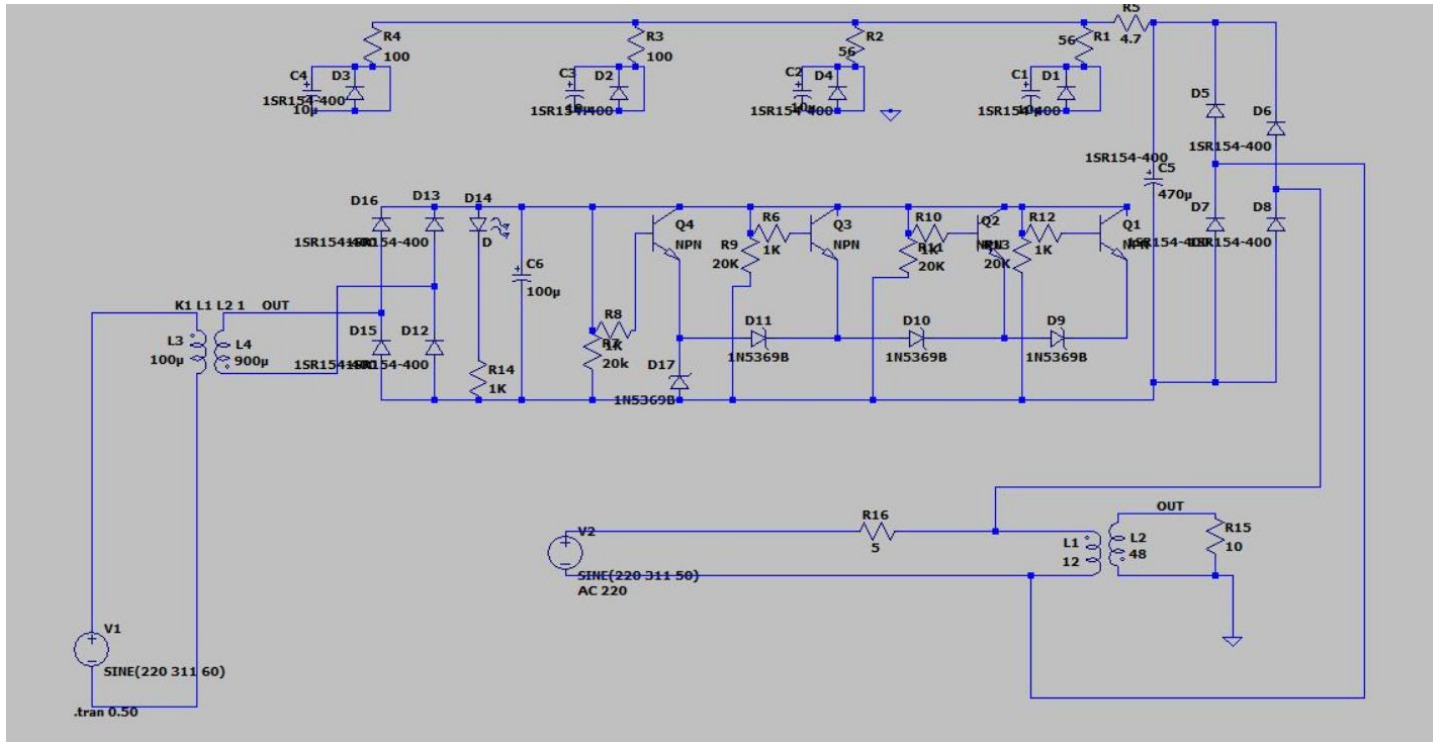 R5
R4
R3
R2
R1
100
100
56
56
4.7
C4
D3
C3
D2
C2
D4
C1
D1
1SR154-400
10µ
1SR154-400
1SR154-400
10µ
1SR154-400
D5
D6
1SR154-400
1SR154-400
C5
470µ
D16
D13
D14
D7
D8
R6
Q3
R10
Q2
R12
Q1
Q4
NPN
D
R9
1K
NPN
R11
20K
1K
20K
C6
100µ
K1 L1 L2 1
OUT
R8
D11
D10
D9
L3
L4
D15
D12
20k
1N5369B
1N5369B
1N5369B
100µ
900µ
R14
1K
D17
1N5369B
R16
OUT
V2
R15
5
L1
L2
10
12
48
SINE(220 311 50)
AC 220
V1
SINE(220 311 60)
.tran 0.50